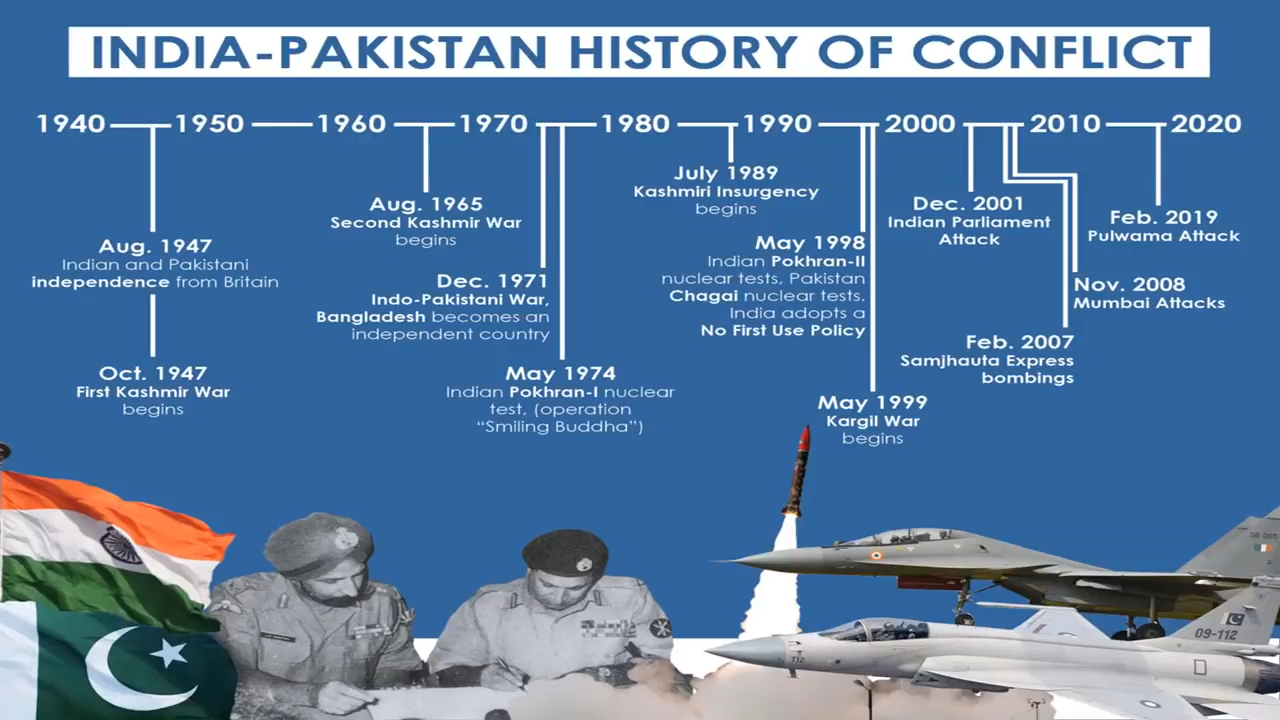 INDIA-PAKISTAN HISTORY OF CONFLICT
1940 1950 1960 1970 1980 1990 2000 2010 2020
Aug. 1947
Indian and Pakistani
independence from Britain
Oct. 1947
First Kashmir War
begins
Aug. 1965
Second Kashmir War
begins
Dec. 1971
Indo-Pakistani War,
Bangladesh becomes an
independent country
May 1974
Indian Pokhran-I nuclear
test, (operation
“Smiling Buddha”)
July 1989
Kashmiri Insurgency
begins
May 1998
Indian Pokhran-II
nuclear tests, Pakistan
Chagai nuclear tests.
India adopts a
No First Use Policy
May 1999
Kargil War
begins
Dec. 2001
Indian Parliament
Attack
Feb. 2007
Samjhauta Express
bombings
Nov. 2008
Mumbai Attacks
Feb. 2019
Pulwama Attack
09-112
112